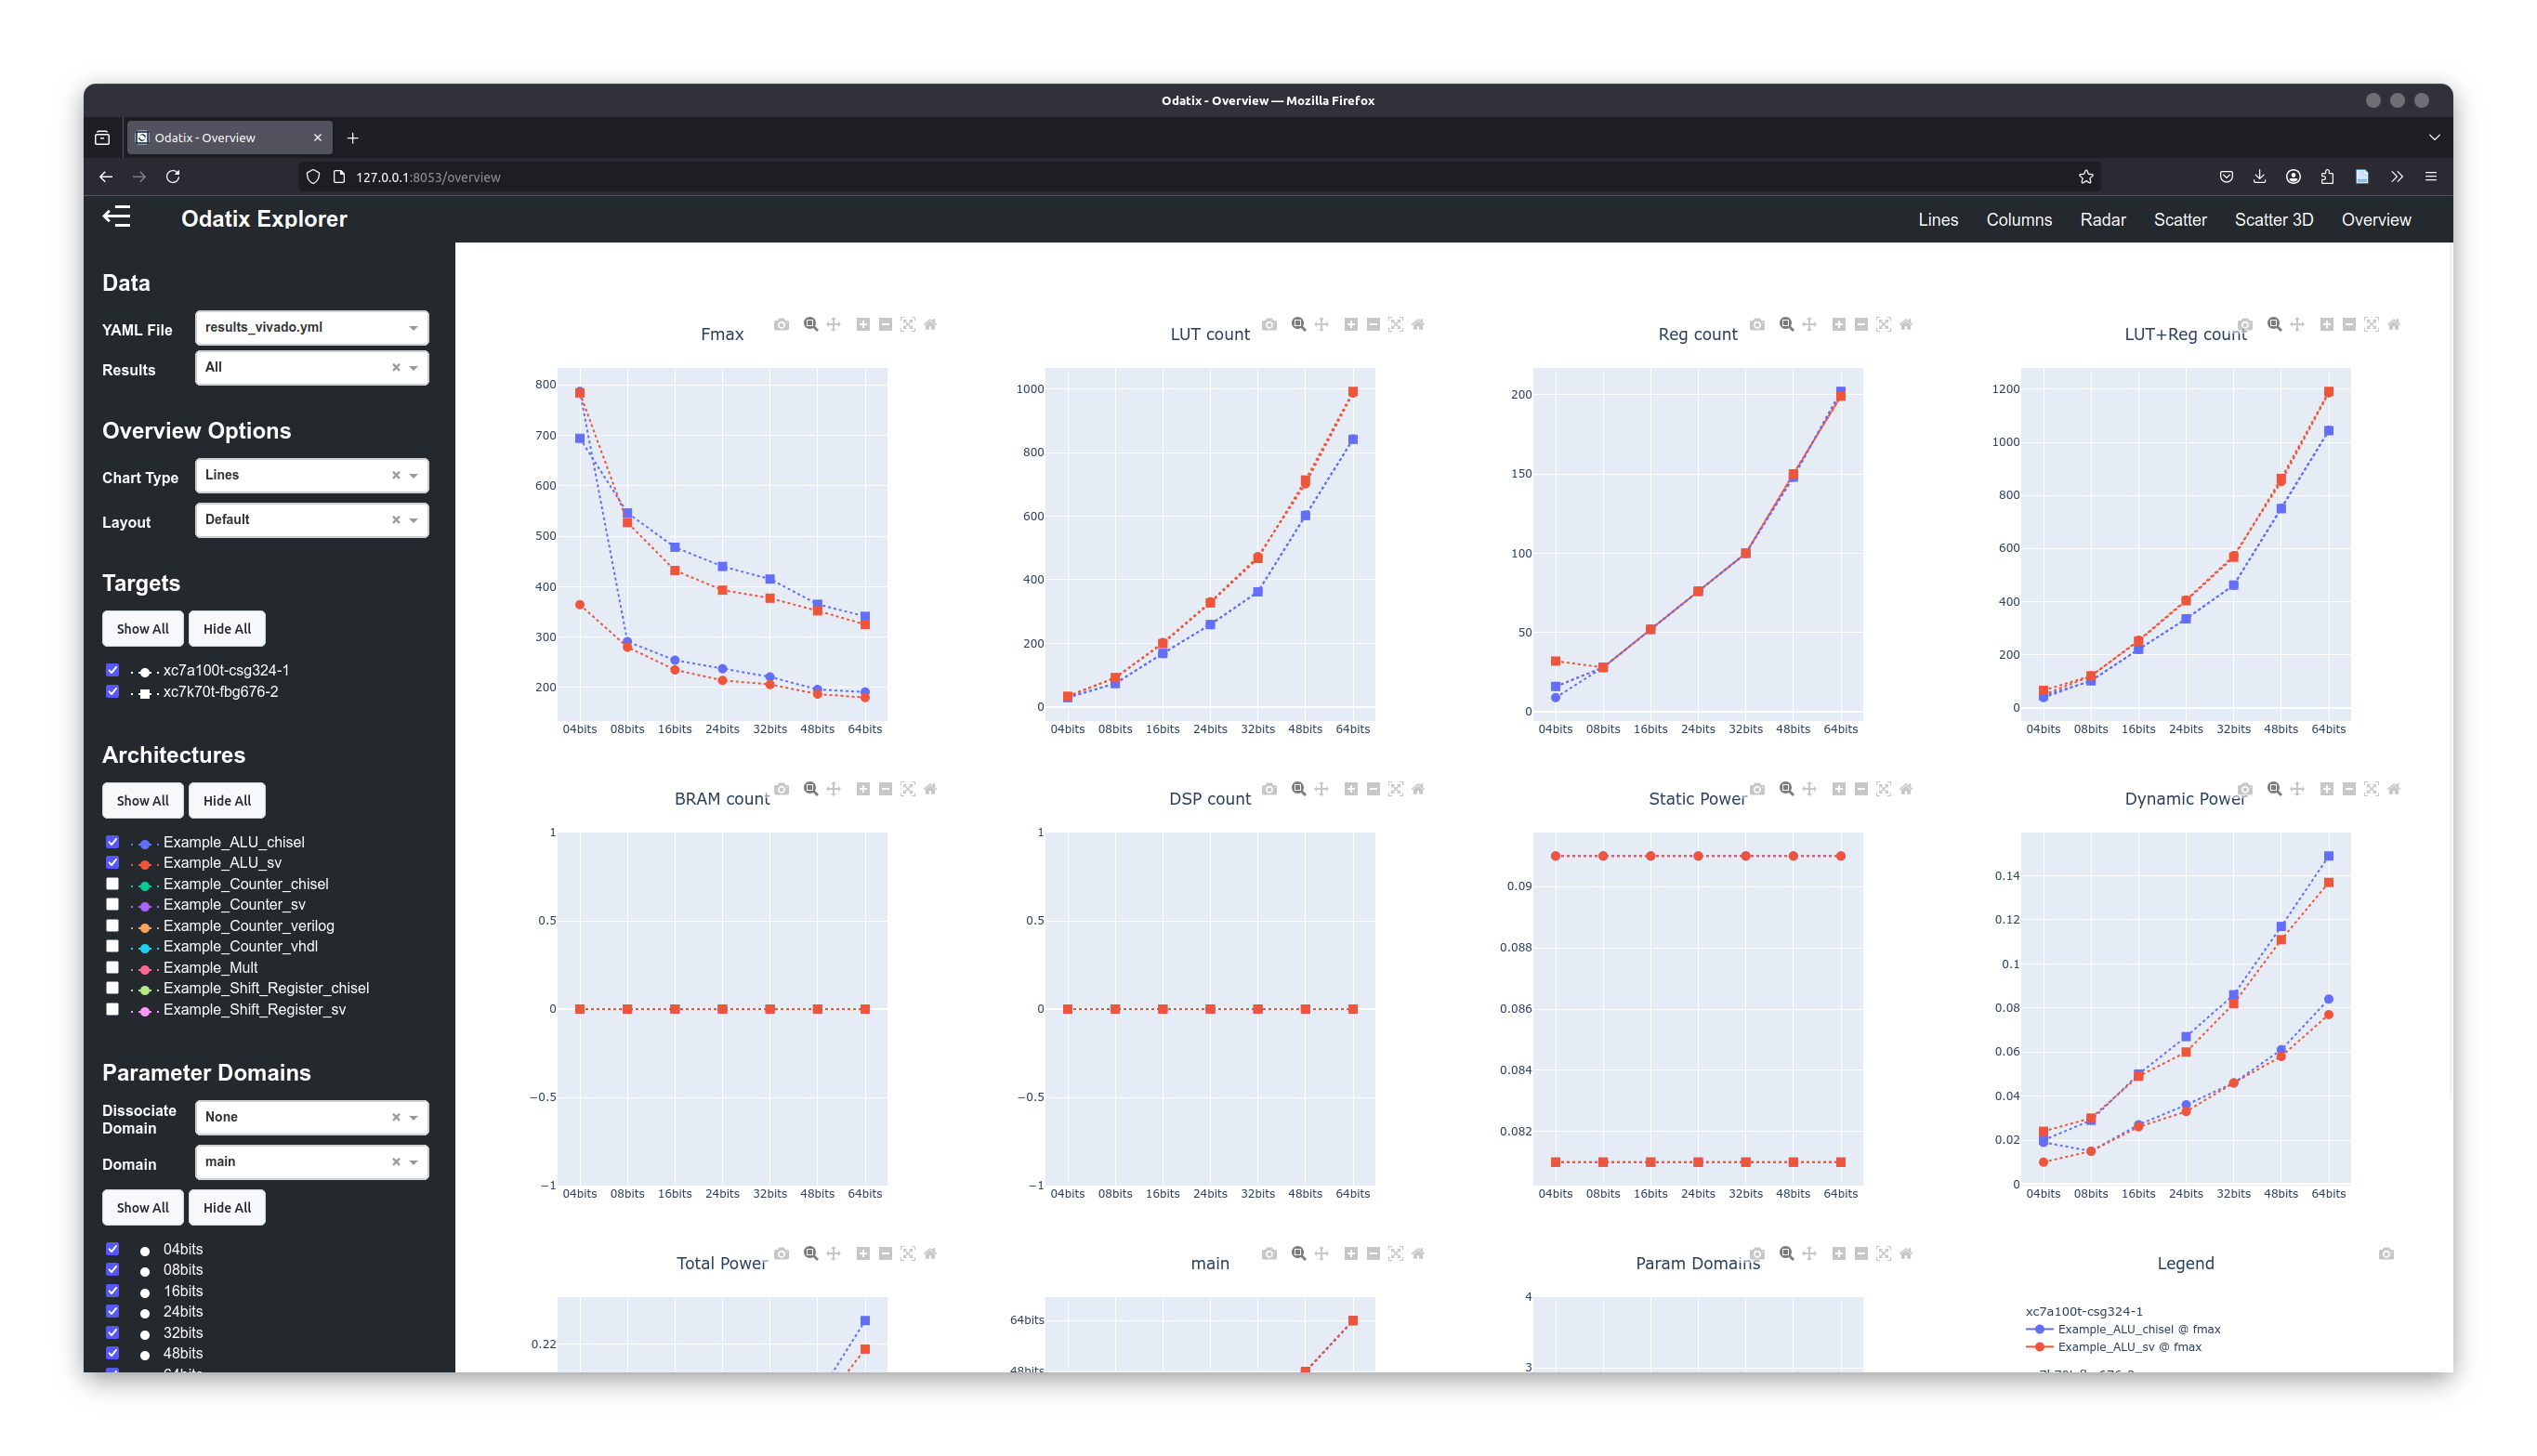 Odatix - Overview — Mozilla Firefox
Odatix - Overview
127.0.0.1:8053/overview
Odatix Explorer
Lines Columns Radar Scatter Scatter 3D Overview
Data
YAML File results_vivado.yml
Results All
Overview Options
Chart Type Lines
Layout Default
Targets
Show All Hide All
xc7a100t-csg324-1
xc7k70t-fbg676-2
Architectures
Show All Hide All
Example_ALU_chisel
Example_ALU_sv
Example_Counter_chisel
Example_Counter_sv
Example_Counter_verilog
Example_Counter_vhdl
Example_Mult
Example_Shift_Register_chisel
Example_Shift_Register_sv
Parameter Domains
Dissociate
Domain
None
Domain main
Show All Hide All
04bits
08bits
16bits
24bits
32bits
48bits
Fmax
800
700
600
500
400
300
200
04bits 08bits 16bits 24bits 32bits 48bits 64bits
LUT count
1000
800
600
400
200
0
04bits 08bits 16bits 24bits 32bits 48bits 64bits
Reg count
200
150
100
50
0
04bits 08bits 16bits 24bits 32bits 48bits 64bits
LUT+Reg count
1200
1000
800
600
400
200
0
04bits 08bits 16bits 24bits 32bits 48bits 64bits
BRAM count
1
0.5
0
−0.5
−1
04bits 08bits 16bits 24bits 32bits 48bits 64bits
DSP count
1
0.5
0
−0.5
−1
04bits 08bits 16bits 24bits 32bits 48bits 64bits
Static Power
0.09
0.088
0.086
0.084
0.082
04bits 08bits 16bits 24bits 32bits 48bits 64bits
Dynamic Power
0.14
0.12
0.1
0.08
0.06
0.04
0.02
0
04bits 08bits 16bits 24bits 32bits 48bits 64bits
Total Power
0.22
main
64bits
48bits
Param Domains
4
3
Legend
xc7a100t-csg324-1
Example_ALU_chisel @ fmax
Example_ALU_sv @ fmax